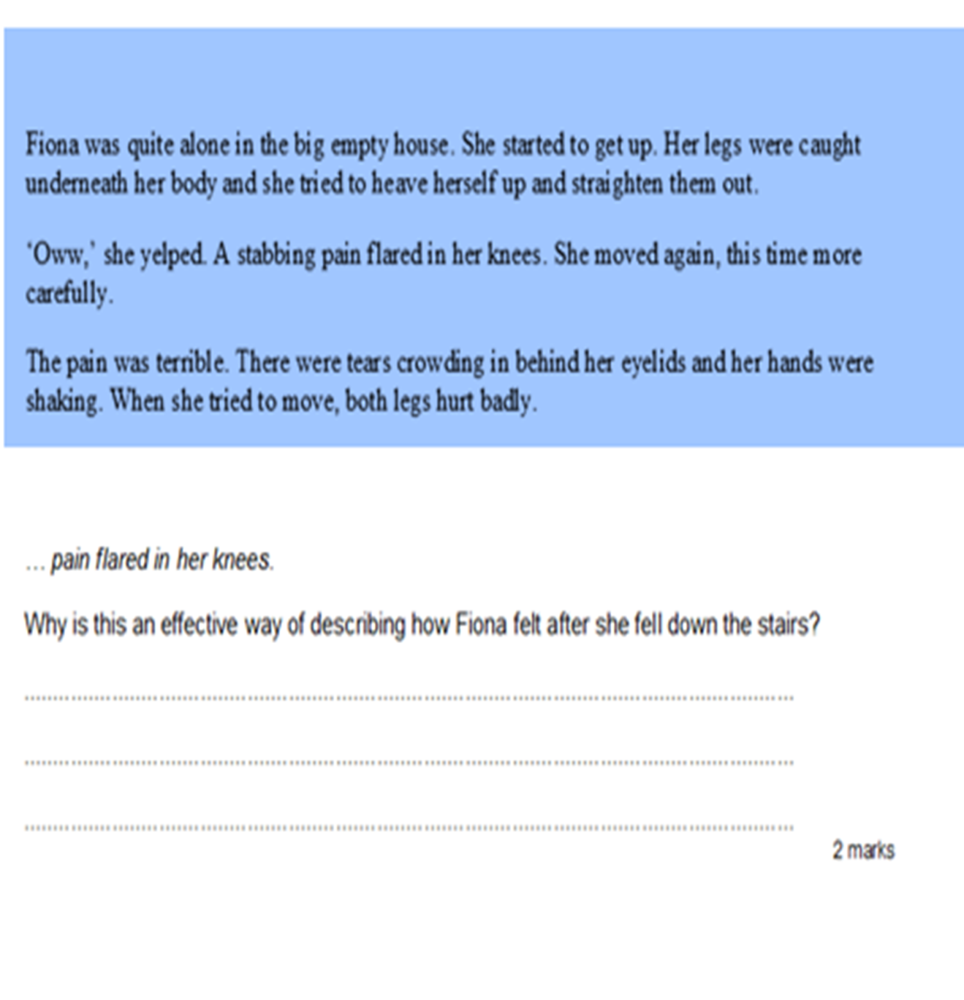 Fiona was quite alone in the big empty house. She started to get up. Her legs were caught
underneath her body and she tried to heave herself up and straighten them out.
‘Oww,’ she yelped. A stabbing pain flared in her knees. She moved again, this time more
carefully.
The pain was terrible. There were tears crowding in behind her eyelids and her hands were
shaking. When she tried to move, both legs hurt badly.
… pain flared in her knees.
Why is this an effective way of describing how Fiona felt after she fell down the stairs?
2 marks